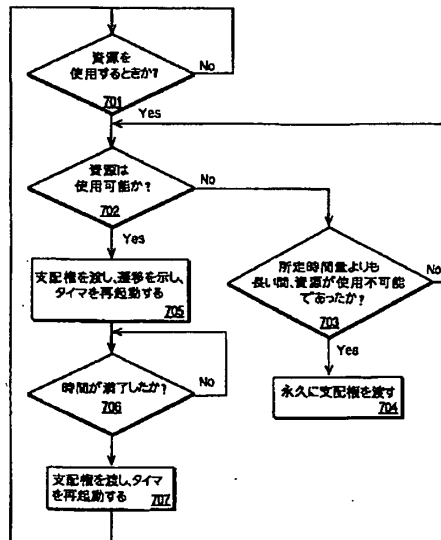 資源を
使用するときか?
No
701
Yes
資源は
使用可能か?
No
702
Yes
支配権を渡し、遷移を示し、
タイマを再起動する
705
所定時間量よりも
長い間、資源が使用不可能
であったか?
No
703
Yes
時間が満了したか?
No
706
永久に支配権を渡す
704
支配権を渡し、タイマ
を再起動する
707